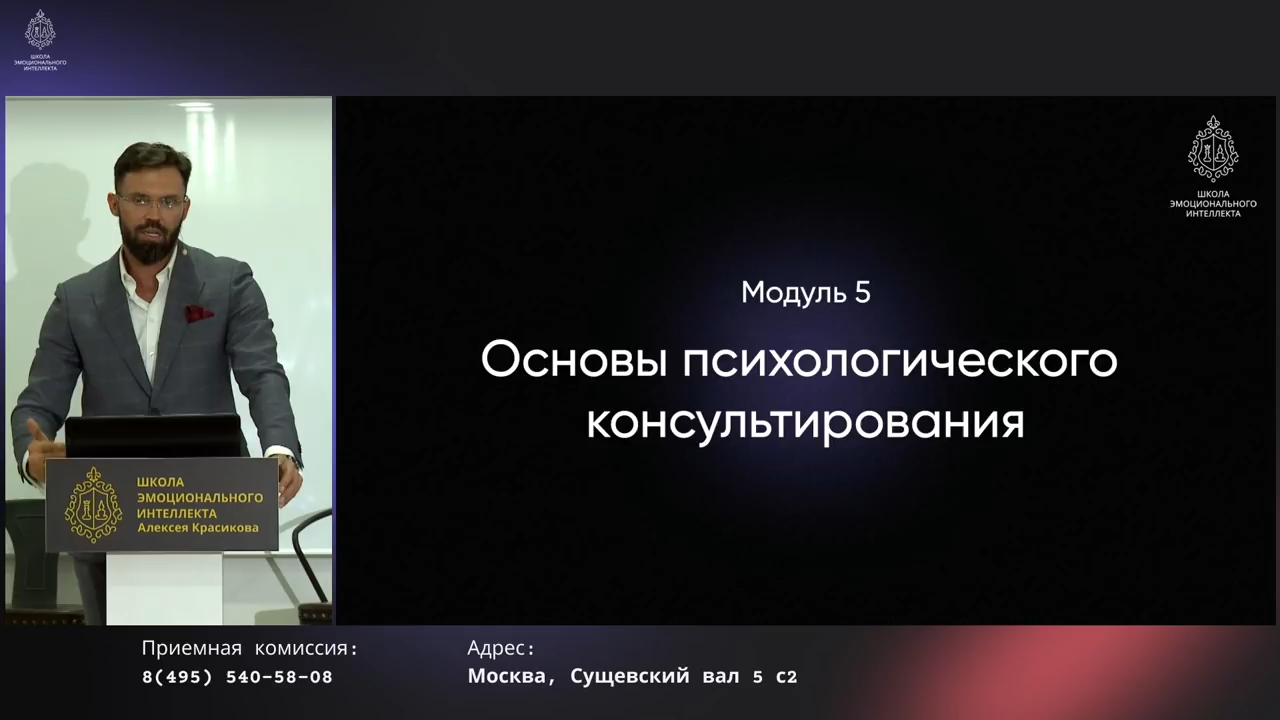 ШКОЛА
ЭМОЦИОНАЛЬНОГО
ИНТЕЛЛЕКТА
ШКОЛА
ЭМОЦИОНАЛЬНОГО
ИНТЕЛЛЕКТА
Модуль 5
Основы психологического
консультирования
ШКОЛА
ЭМОЦИОНАЛЬНОГО
ИНТЕЛЛЕКТА
Алексея Красикова
Приемная комиссия:
8(495) 540-58-08
Адрес:
Москва, Сущевский вал 5 с2